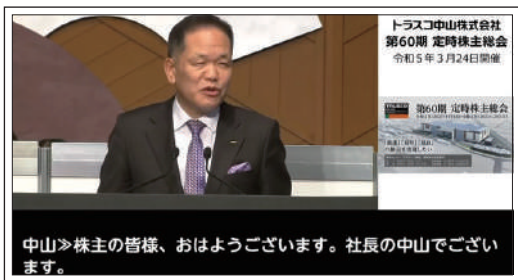 トラスコ中山株式会社
第60期 定時株主総会
令和5年3月24日開催
第60期 定時株主総会
中山≫株主の皆様、おはようございます。社長の中山でござい
ます。